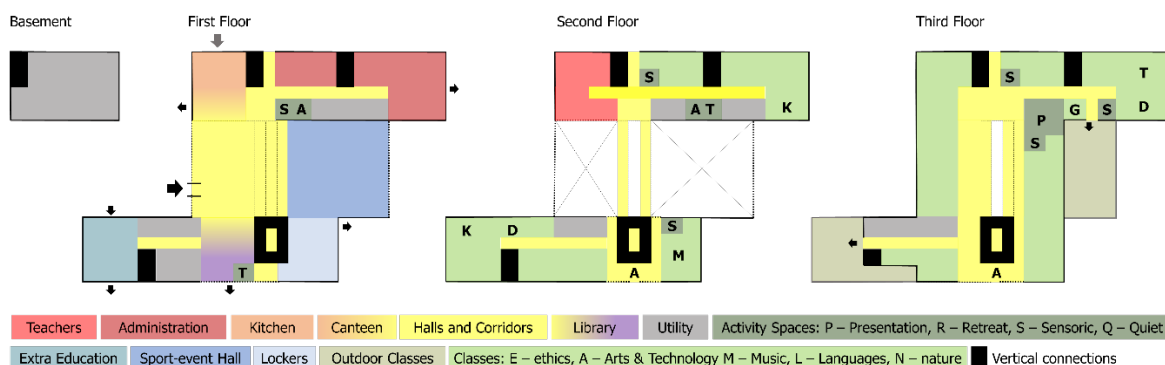 Basement
First Floor
Second Floor
Third Floor
S A
S
A T
K
S
T
P
G
S
D
S
T
K
D
S
M
A
A
Teachers
Administration
Kitchen
Canteen
Halls and Corridors
Library
Utility
Activity Spaces: P – Presentation, R – Retreat, S – Sensoric, Q – Quiet
Extra Education
Sport-event Hall
Lockers
Outdoor Classes
Classes: E – ethics, A – Arts & Technology M – Music, L – Languages, N – nature
Vertical connections